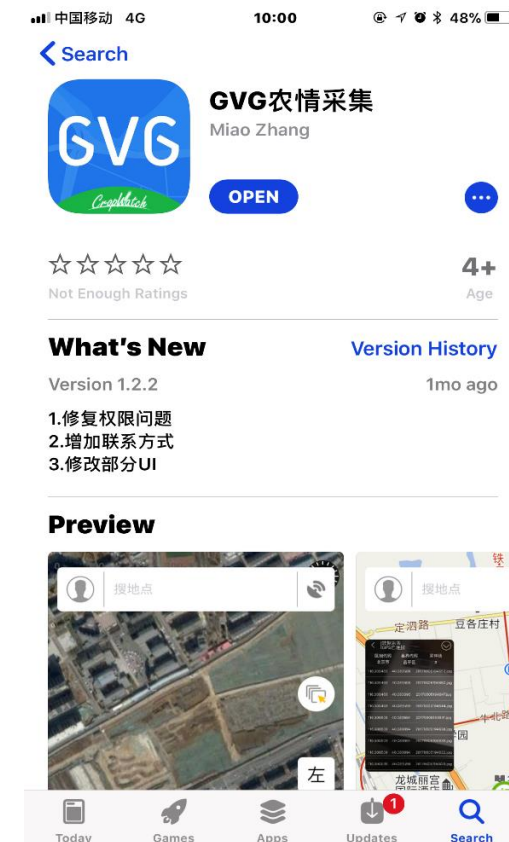 中国移动 4G 10:00 48%
Search
GVG农情采集
Miao Zhang
GVG
CropWatch
OPEN
4+
Not Enough Ratings
Age
What's New
Version History
Version 1.2.2
1mo ago
1.修复权限问题
2.增加联系方式
3.修改部分UI
Preview
搜地点
搜地点
定泗路
豆各庄村
左
龙城丽宫
国际酒店
1
Today
Games
Apps
Updates
Search